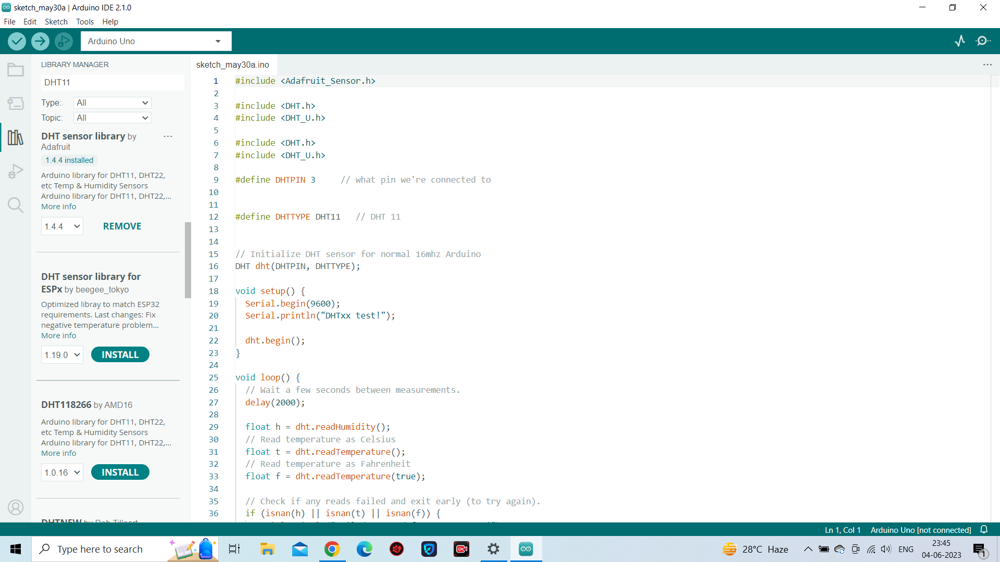 sketch_may30a | Arduino IDE 2.1.0
File Edit Sketch Tools Help
Arduino Uno
LIBRARY MANAGER
DHT11
Type: All
Topic: All
DHT sensor library by
Adafruit
1.4.4 installed
Arduino library for DHT11, DHT22,
etc Temp & Humidity Sensors
Arduino library for DHT11, DHT22,...
More info
1.4.4 REMOVE
DHT sensor library for
ESPx by beegee_tokyo
Optimized libray to match ESP32
requirements. Last changes: Fix
negative temperature problem...
More info
1.19.0 INSTALL
DHT118266 by AMD16
Arduino library for DHT11, DHT22,
etc Temp & Humidity Sensors
Arduino library for DHT11, DHT22,...
More info
1.0.16 INSTALL
DHTNEW by Rob Tillaart
sketch_may30a.ino
1 #include <Adafruit_Sensor.h>
2
3 #include <DHT.h>
4 #include <DHT_U.h>
5
6 #include <DHT.h>
7 #include <DHT_U.h>
8
9 #define DHTPIN 3     // what pin we're connected to
10
11
12 #define DHTTYPE DHT11   // DHT 11
13
14
15 // Initialize DHT sensor for normal 16mhz Arduino
16 DHT dht(DHTPIN, DHTTYPE);
17
18 void setup() {
19   Serial.begin(9600);
20   Serial.println("DHTxx test!");
21
22   dht.begin();
23 }
24
25 void loop() {
26   // Wait a few seconds between measurements.
27   delay(2000);
28
29   float h = dht.readHumidity();
30   // Read temperature as Celsius
31   float t = dht.readTemperature();
32   // Read temperature as Fahrenheit
33   float f = dht.readTemperature(true);
34
35   // Check if any reads failed and exit early (to try again).
36   if (isnan(h) || isnan(t) || isnan(f)) {
Ln 1, Col 1 Arduino Uno [not connected]
Type here to search
28°C Haze
ENG
23:45
04-06-2023
1